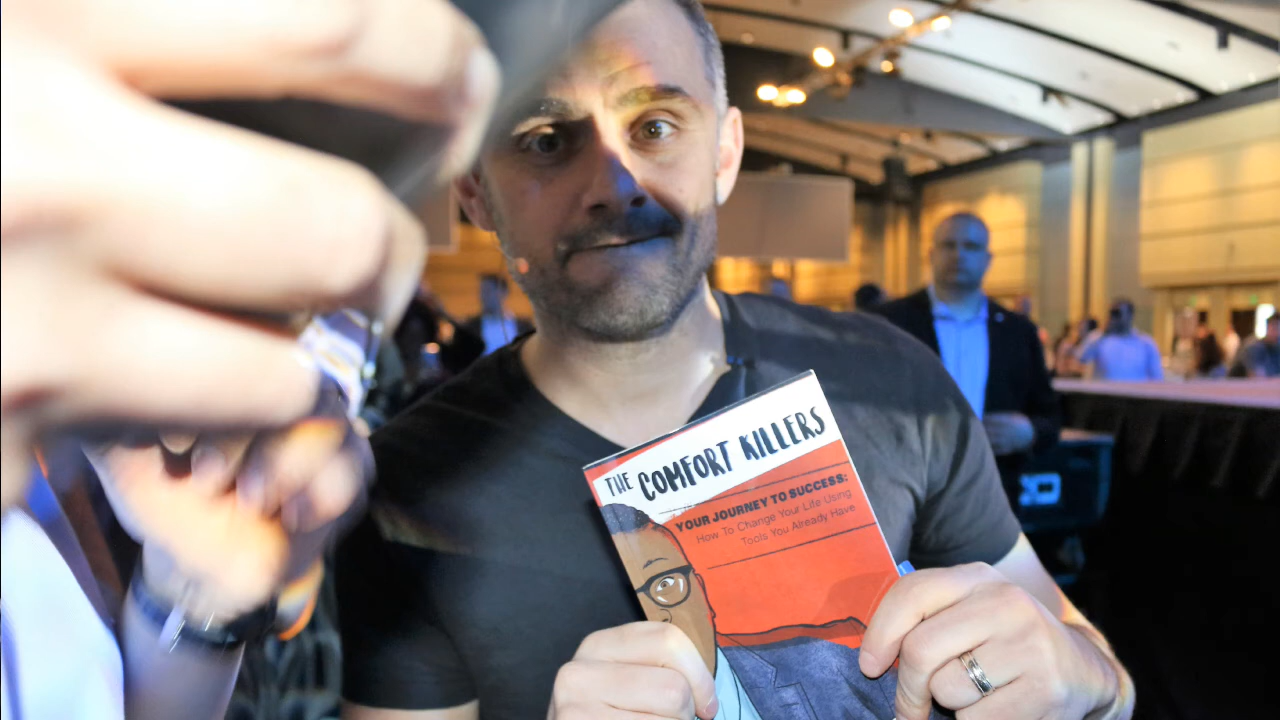 THE COMFORT KILLERS
YOUR JOURNEY TO SUCCESS:
How To Change Your Life Using
Tools You Already Have